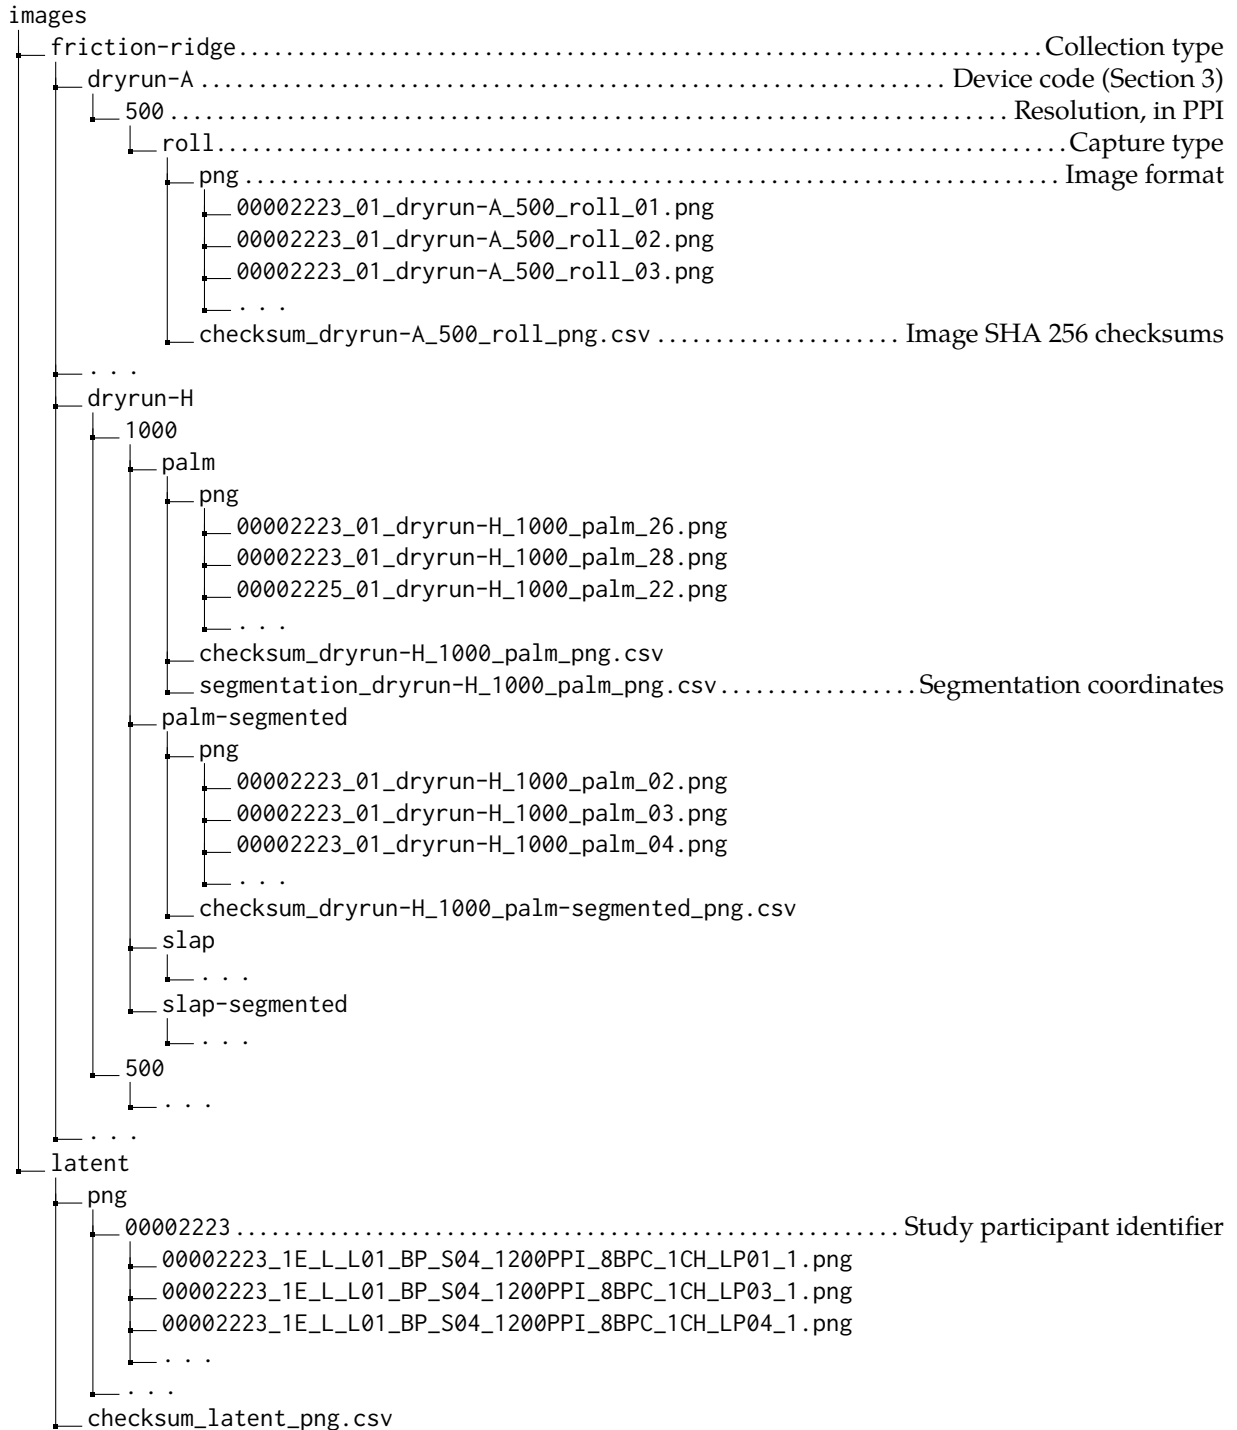 images
friction-ridge Collection type
dryrun-A Device code (Section 3)
500 Resolution, in PPI
roll Capture type
png Image format
00002223_01_dryrun-A_500_roll_01.png
00002223_01_dryrun-A_500_roll_02.png
00002223_01_dryrun-A_500_roll_03.png
...
checksum_dryrun-A_500_roll_png.csv Image SHA 256 checksums
...
dryrun-H
1000
palm
png
00002223_01_dryrun-H_1000_palm_26.png
00002223_01_dryrun-H_1000_palm_28.png
00002225_01_dryrun-H_1000_palm_22.png
...
checksum_dryrun-H_1000_palm_png.csv
segmentation_dryrun-H_1000_palm_png.csv Segmentation coordinates
palm-segmented
png
00002223_01_dryrun-H_1000_palm_02.png
00002223_01_dryrun-H_1000_palm_03.png
00002223_01_dryrun-H_1000_palm_04.png
...
checksum_dryrun-H_1000_palm-segmented_png.csv
slap
...
slap-segmented
...
500
...
...
latent
png
00002223 Study participant identifier
00002223_1E_L_L01_BP_S04_1200PPI_8BPC_1CH_LP01_1.png
00002223_1E_L_L01_BP_S04_1200PPI_8BPC_1CH_LP03_1.png
00002223_1E_L_L01_BP_S04_1200PPI_8BPC_1CH_LP04_1.png
...
...
checksum_latent_png.csv